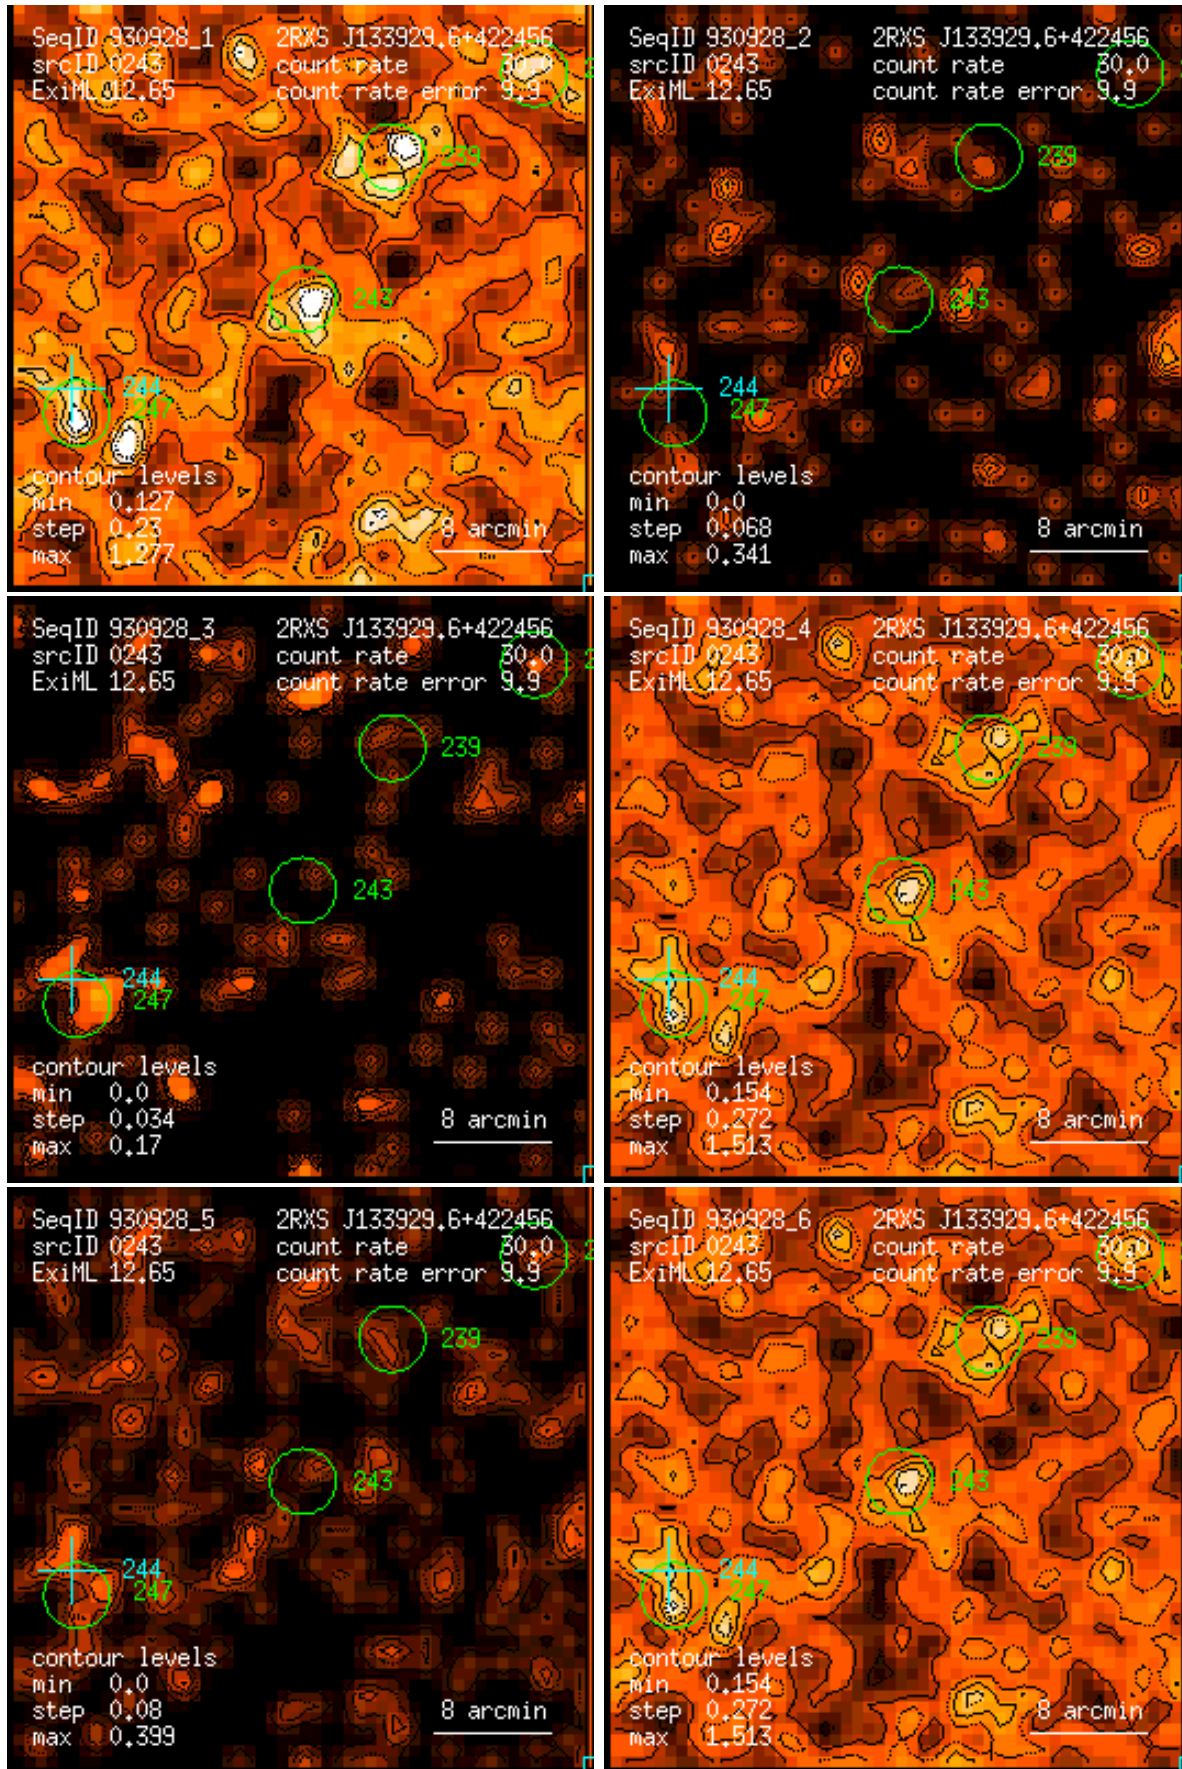 SeqID 930928_1 2RXS J133929.6+422456
srcID 0243 count rate 30.0
ExiML 12.65 count rate error 9.9
239
243
244
247
contour levels
min 0.127
step 0.23 8 arcmin
max 1.277
SeqID 930928_2 2RXS J133929.6+422456
srcID 0243 count rate 30.0
ExiML 12.65 count rate error 9.9
239
243
244
247
contour levels
min 0.0
step 0.068 8 arcmin
max 0.341
SeqID 930928_3 2RXS J133929.6+422456
srcID 0243 count rate 30.0
ExiML 12.65 count rate error 9.9
239
243
244
247
contour levels
min 0.0
step 0.034 8 arcmin
max 0.17
SeqID 930928_4 2RXS J133929.6+422456
srcID 0243 count rate 30.0
ExiML 12.65 count rate error 9.9
239
243
244
247
contour levels
min 0.154
step 0.272 8 arcmin
max 1.513
SeqID 930928_5 2RXS J133929.6+422456
srcID 0243 count rate 30.0
ExiML 12.65 count rate error 9.9
239
243
244
247
contour levels
min 0.0
step 0.08 8 arcmin
max 0.399
SeqID 930928_6 2RXS J133929.6+422456
srcID 0243 count rate 30.0
ExiML 12.65 count rate error 9.9
239
243
244
247
contour levels
min 0.154
step 0.272 8 arcmin
max 1.513